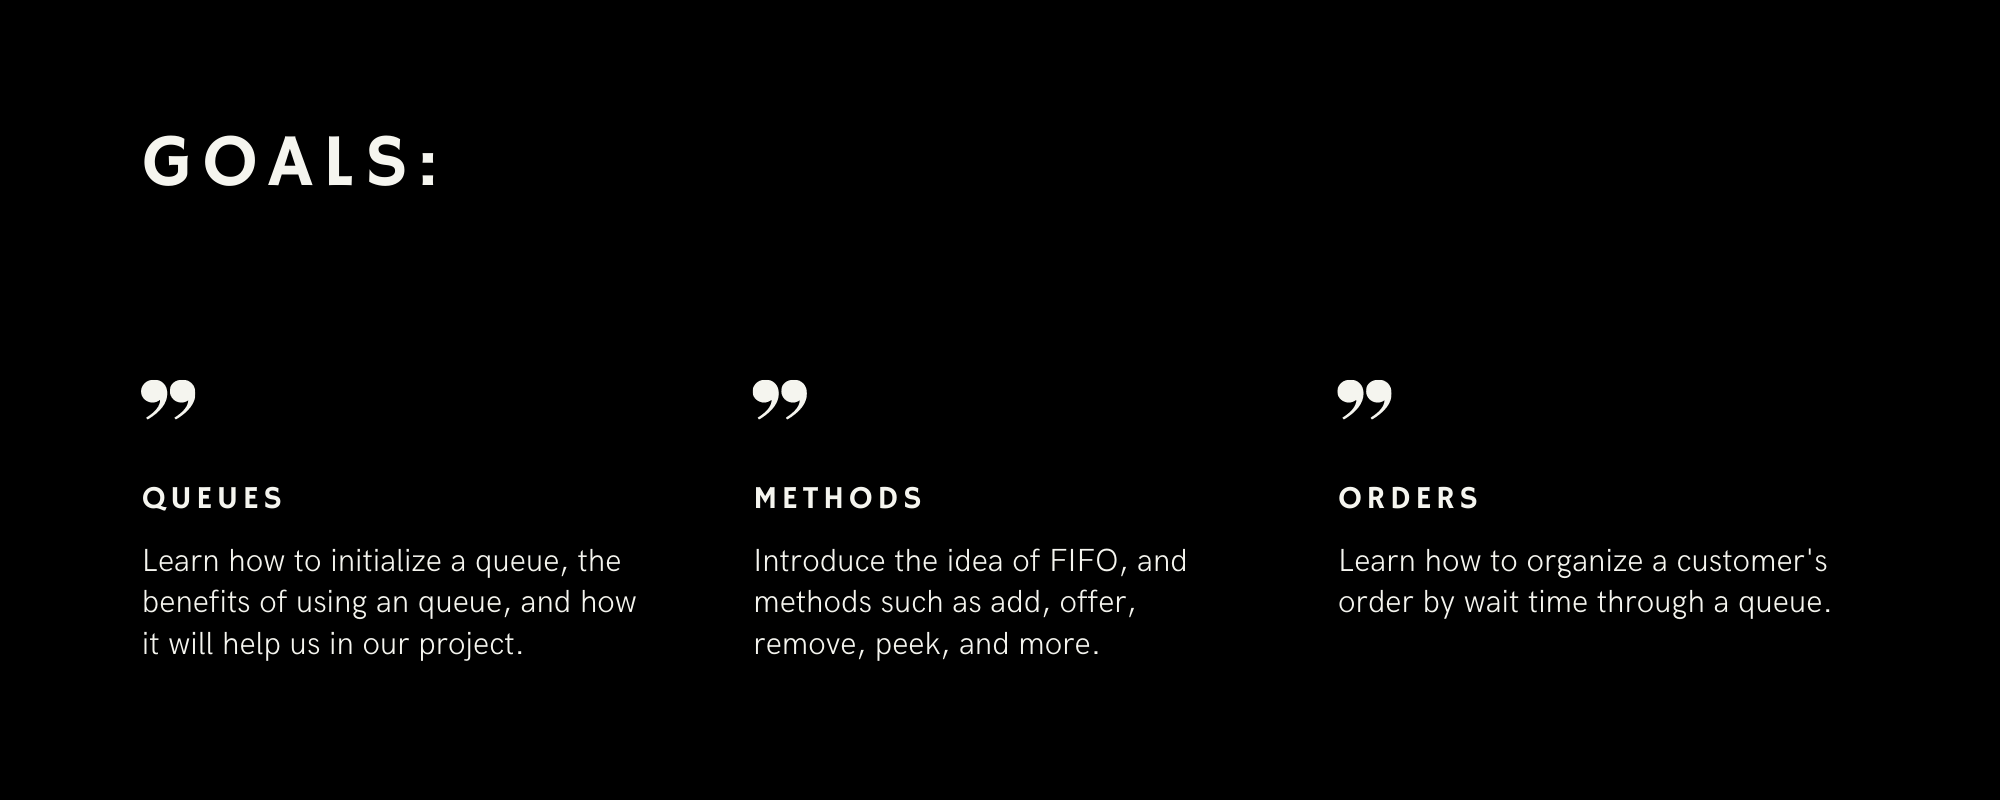 GOALS:
”
QUEUES
Learn how to initialize a queue, the
benefits of using an queue, and how
it will help us in our project.
”
METHODS
Introduce the idea of FIFO, and
methods such as add, offer,
remove, peek, and more.
”
ORDERS
Learn how to organize a customer's
order by wait time through a queue.